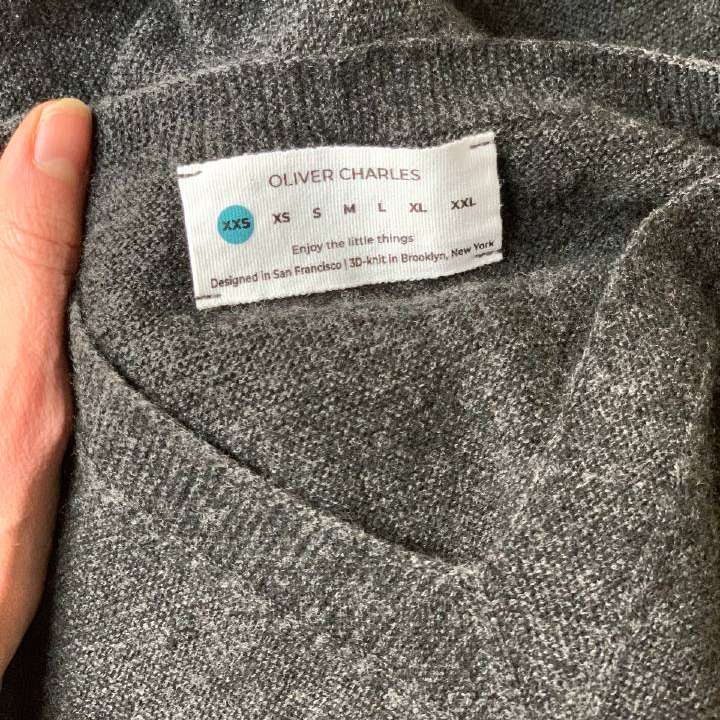 OLIVER CHARLES
XXS XS S M L XL XXL
Enjoy the little things
Designed in San Francisco | 3D-knit in Brooklyn, New York